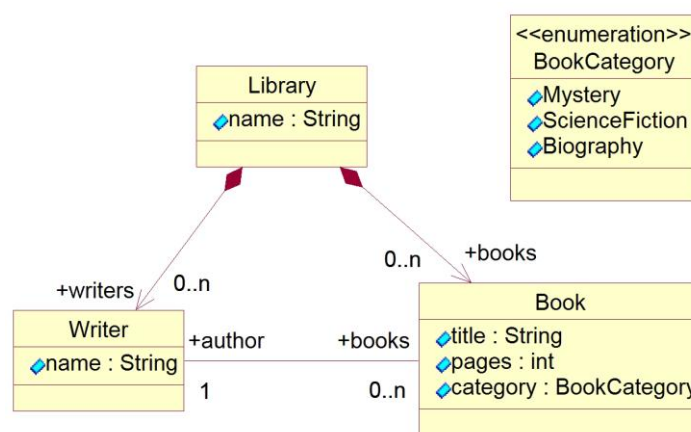 <<enumeration>>
BookCategory
Mystery
ScienceFiction
Biography
Library
name : String
+writers
0..n
0..n
+books
Writer
name : String
+author
1
+books
0..n
Book
title : String
pages : int
category : BookCategory